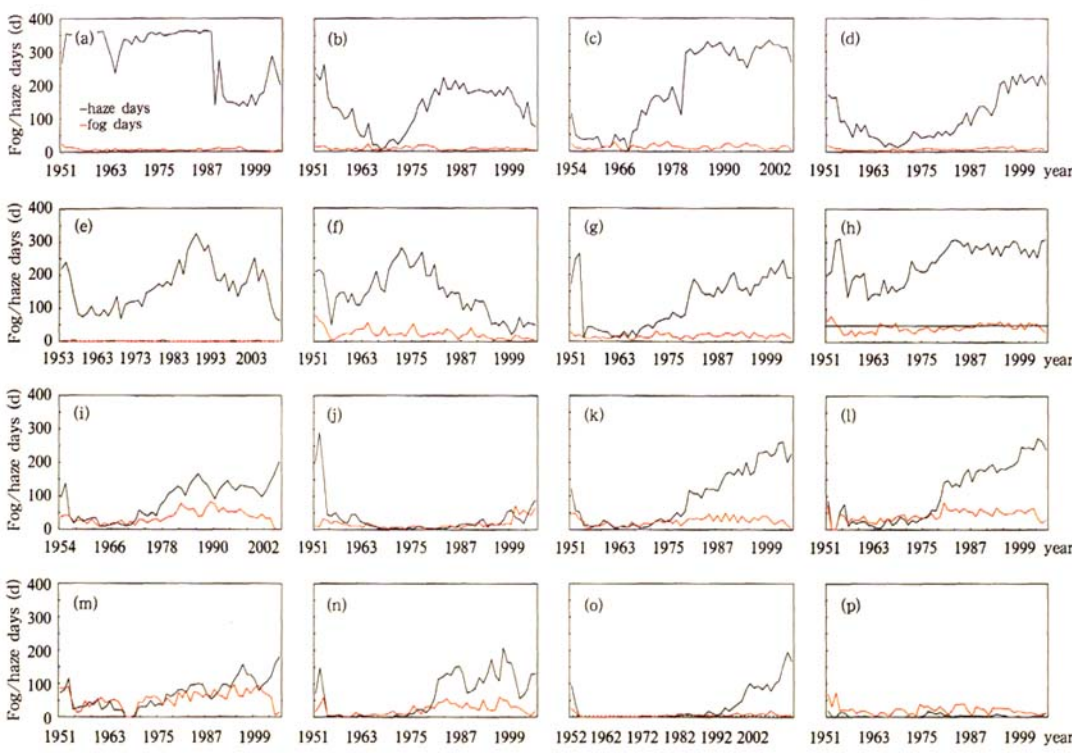 400 (a) (b) (c) (d)
300
200
100
0
Fog/haze days (d)
—haze days
—fog days
1951 1963 1975 1987 1999 1951 1963 1975 1987 1999 1954 1966 1978 1990 2002 1951 1963 1975 1987 1999 year
400 (e) (f) (g) (h)
300
200
100
0
Fog/haze days (d)
1953 1963 1973 1983 1993 2003 1951 1963 1975 1987 1999 1951 1963 1975 1987 1999 1951 1963 1975 1987 1999 year
400 (i) (j) (k) (l)
300
200
100
0
Fog/haze days (d)
1954 1966 1978 1990 2002 1951 1963 1975 1987 1999 1952 1963 1975 1987 1999 1951 1963 1975 1987 1999 year
400 (m) (n) (o) (p)
300
200
100
0
Fog/haze days (d)
1951 1963 1975 1987 1999 1951 1963 1975 1987 1999 1952 1962 1972 1982 1992 2002 1951 1963 1975 1987 1999 year